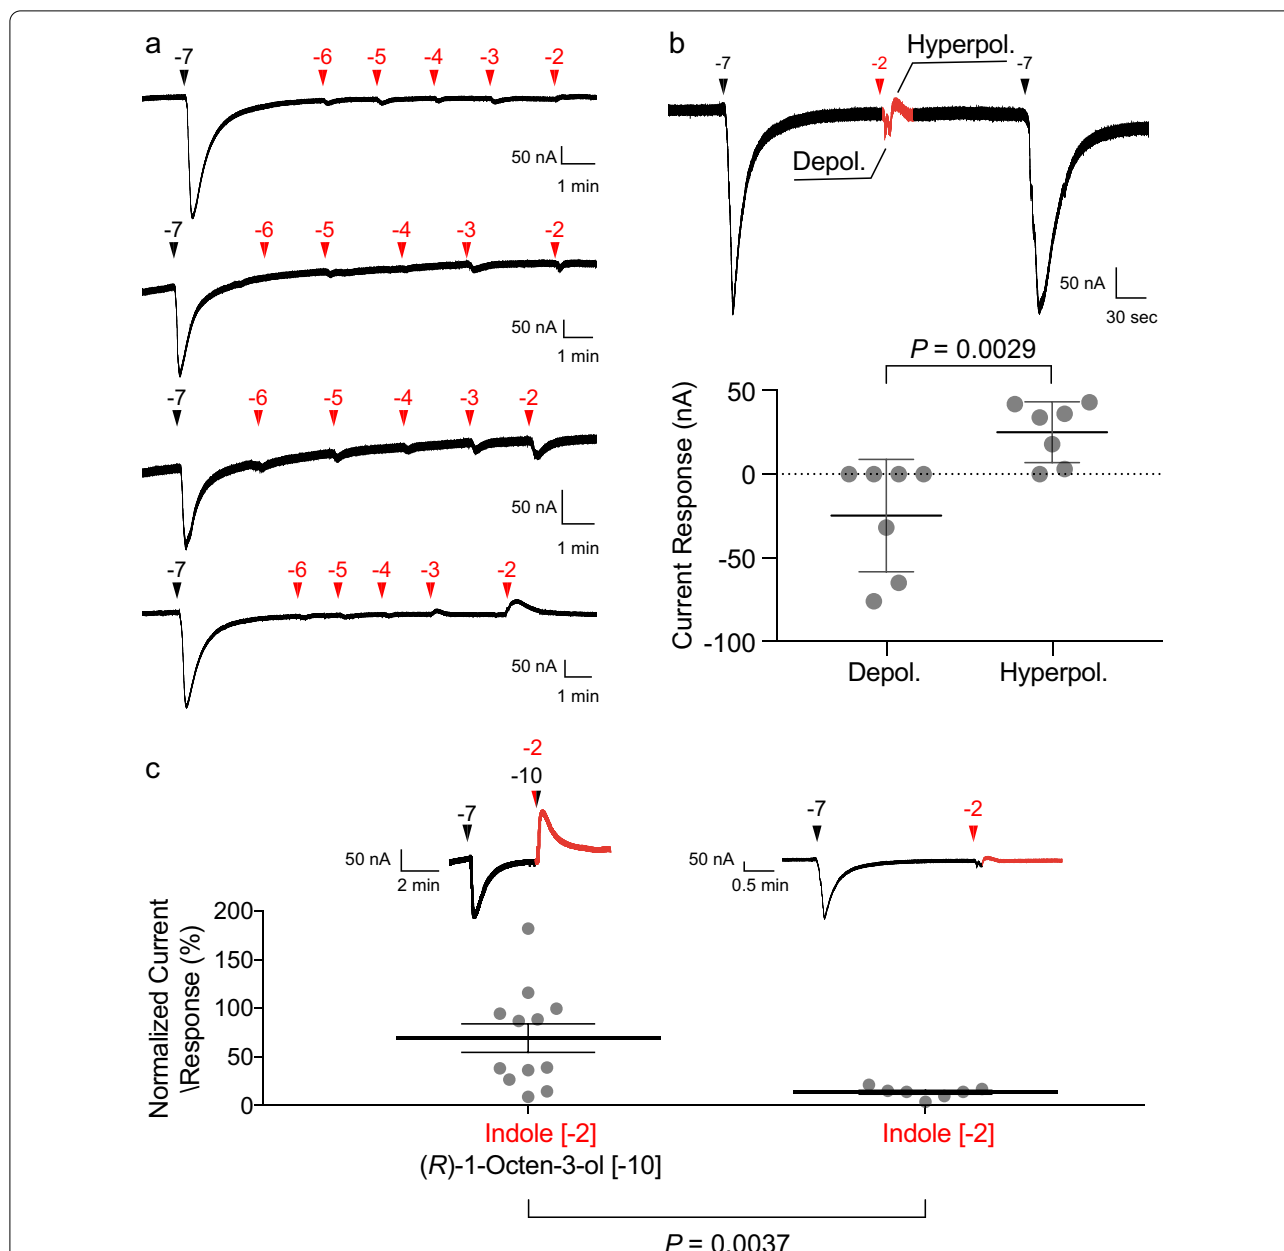 a
-7 -6 -5 -4 -3 -2
50 nA
1 min
-7 -6 -5 -4 -3 -2
50 nA
1 min
-7 -6 -5 -4 -3 -2
50 nA
1 min
-7 -6 -5 -4 -3 -2
50 nA
1 min
b
Hyperpol.
-7 -2 -7
Depol.
50 nA
30 sec
P = 0.0029
Current Response (nA)
50
0
-50
-100
Depol. Hyperpol.
c
-2
-10
-7
50 nA
2 min
-7 -2
50 nA
0.5 min
Normalized Current
\Response (%)
200
150
100
50
0
Indole [-2]
(R)-1-Octen-3-ol [-10]
Indole [-2]
P = 0.0037